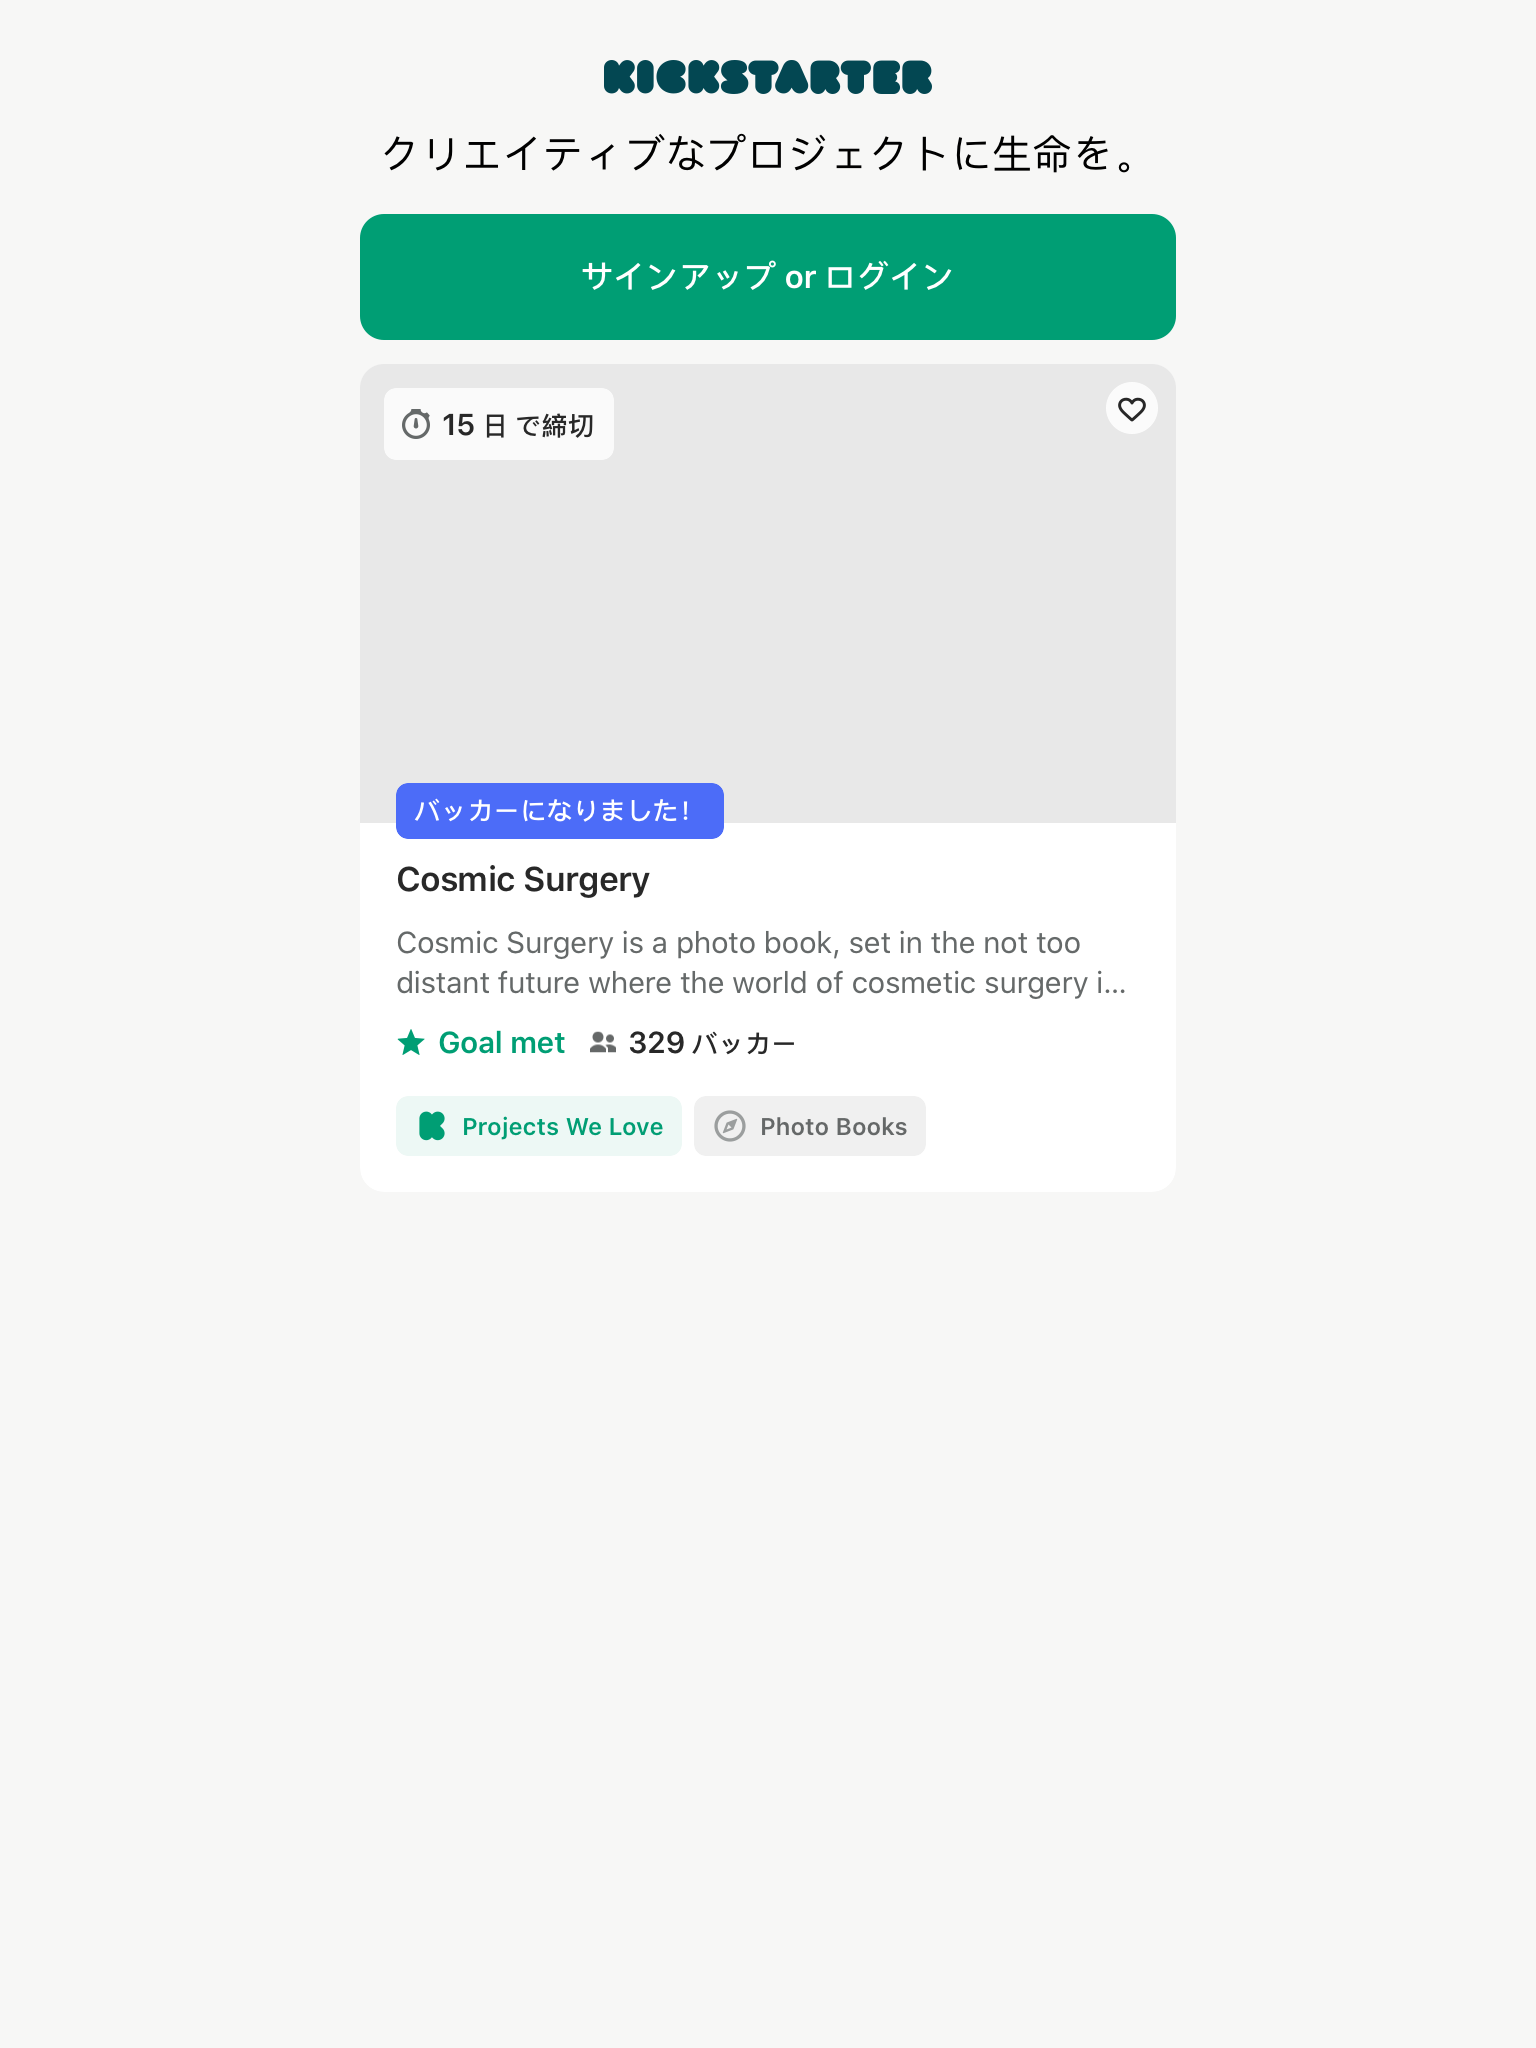 KICKSTARTER
クリエイティブなプロジェクトに生命を。
サインアップ or ログイン
15 日 で締切
バッカーになりました！
Cosmic Surgery
Cosmic Surgery is a photo book, set in the not too
distant future where the world of cosmetic surgery i...
Goal met 329 バッカー
Projects We Love Photo Books